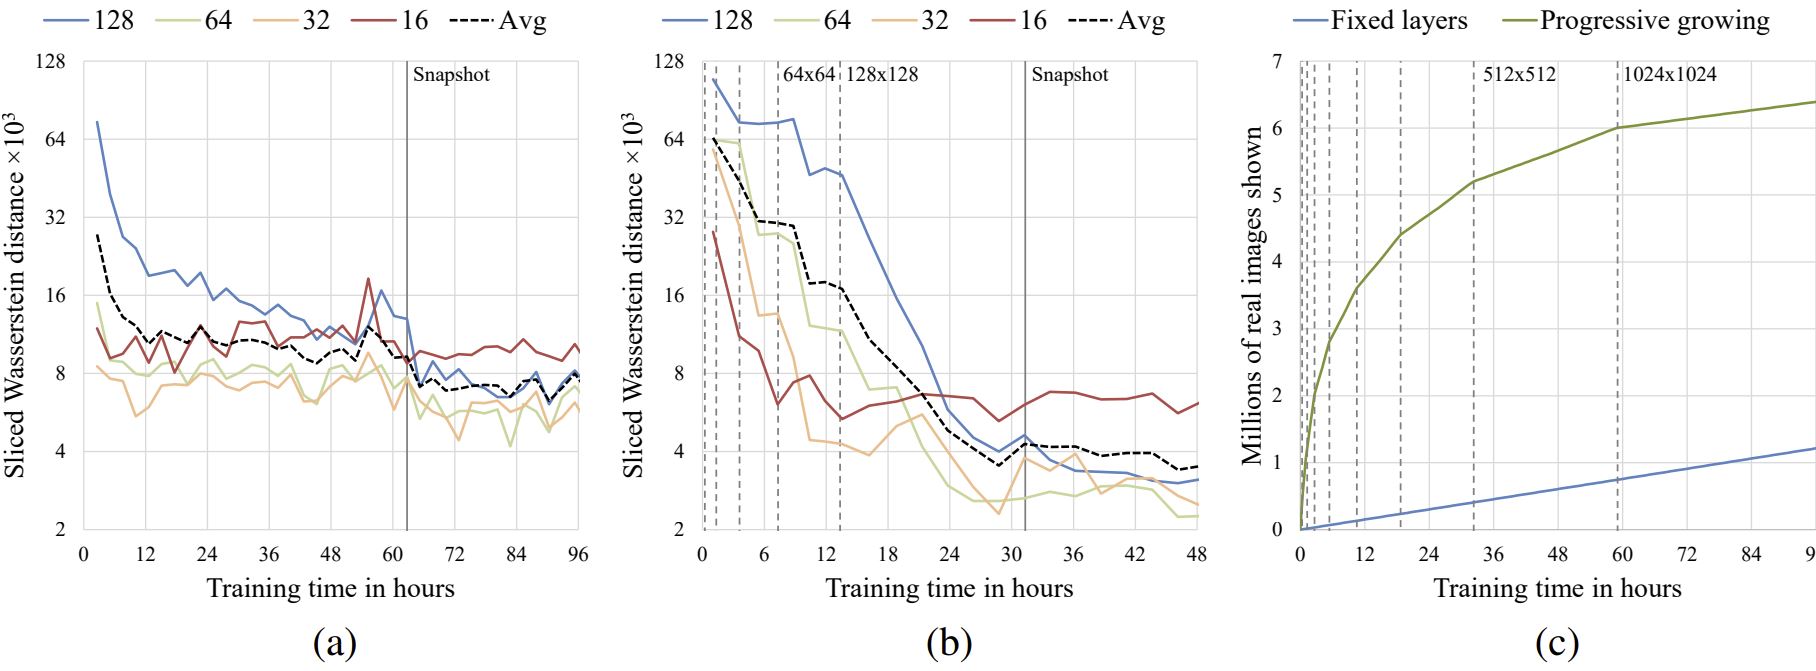 128 64 32 16 Avg
Sliced Wasserstein distance ×10³
128
64
32
16
8
4
2
Snapshot
0 12 24 36 48 60 72 84 96
Training time in hours
(a)
128 64 32 16 Avg
Sliced Wasserstein distance ×10³
128
64
32
16
8
4
2
64x64 128x128 Snapshot
0 6 12 18 24 30 36 42 48
Training time in hours
(b)
Fixed layers Progressive growing
Millions of real images shown
7
6
5
4
3
2
1
0
512x512 1024x1024
0 12 24 36 48 60 72 84 9
Training time in hours
(c)